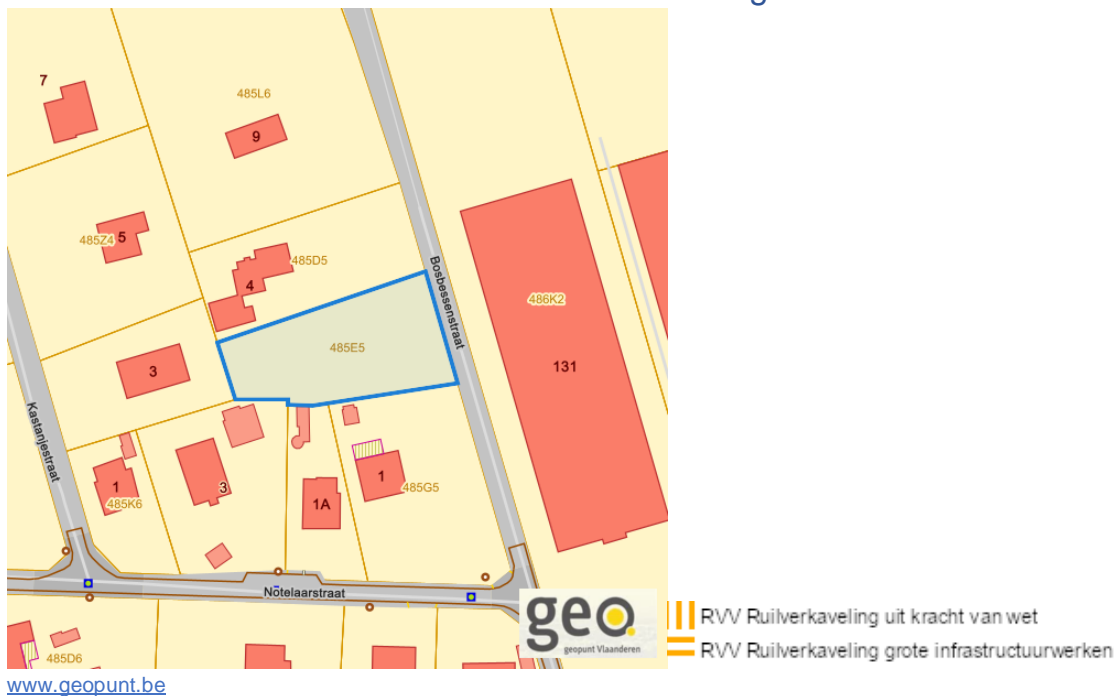 g
7
485L6
9
485Z4 5
485D5
4
Bosbessenstraat
486K2
485E5
131
3
Kastanjestraat
1
485K6
3
1A
1
485G5
Notelaarstraat
485D6
geo
geopunt Vlaanderen
RVV Ruilverkaveling uit kracht van wet
RVV Ruilverkaveling grote infrastructuurwerken
www.geopunt.be